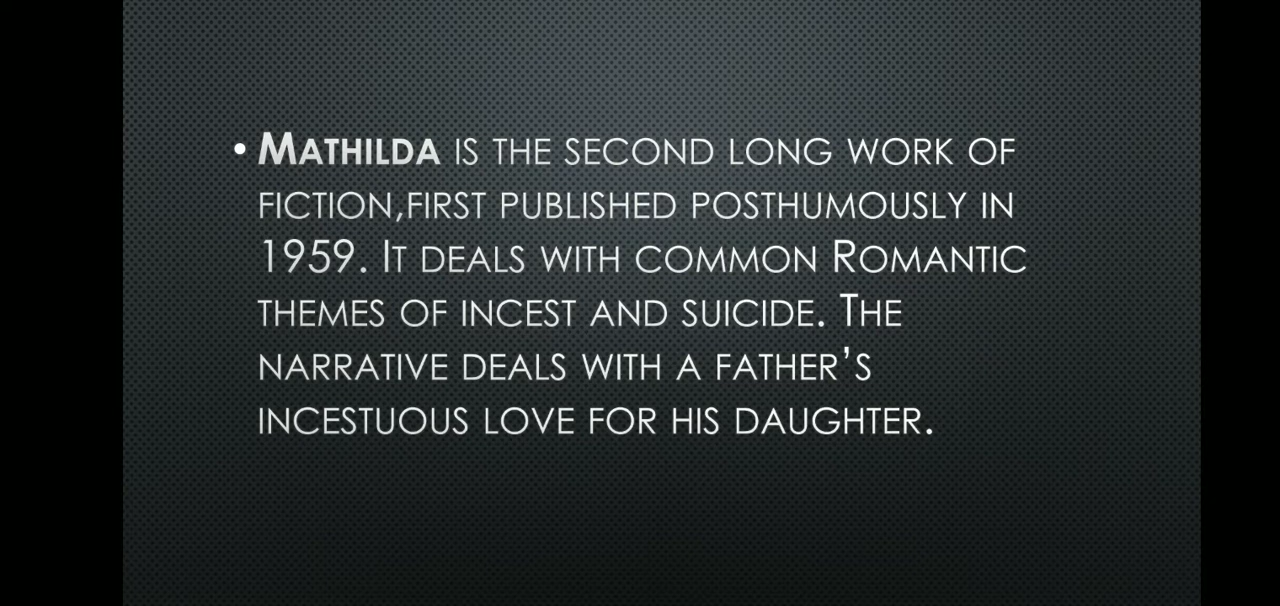 • Mathilda is the second long work of
fiction,first published posthumously in
1959. It deals with common Romantic
themes of incest and suicide. The
narrative deals with a father's
incestuous love for his daughter.